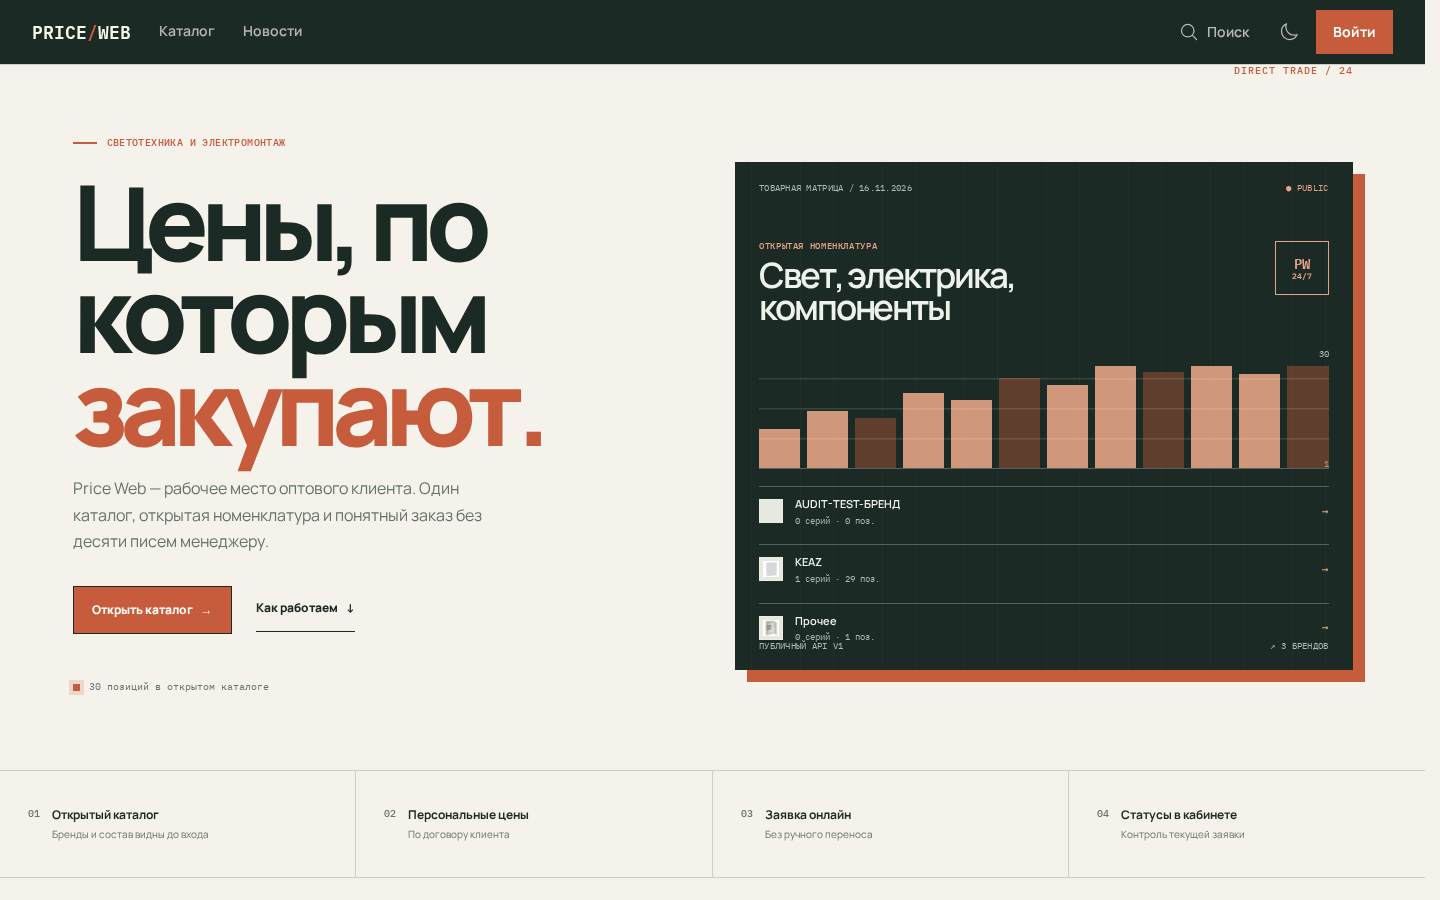 PRICE/WEB
Каталог
Новости
Поиск
Войти
DIRECT TRADE / 24
СВЕТОТЕХНИКА И ЭЛЕКТРОМОНТАЖ
Цены, по
которым
закупают.
Price Web — рабочее место оптового клиента. Один
каталог, открытая номенклатура и понятный заказ без
десяти писем менеджеру.
Открыть каталог →
Как работаем ↓
30 позиций в открытом каталоге
ТОВАРНАЯ МАТРИЦА / 16.11.2026
● PUBLIC
ОТКРЫТАЯ НОМЕНКЛАТУРА
Свет, электрика,
компоненты
PW
24/7
30
1
AUDIT-TEST-БРЕНД
0 серий · 0 поз.
→
KEAZ
1 серий · 29 поз.
→
Прочее
0 серий · 1 поз.
→
ПУБЛИЧНЫЙ API V1
↗ 3 БРЕНДОВ
01 Открытый каталог
Бренды и состав видны до входа
02 Персональные цены
По договору клиента
03 Заявка онлайн
Без ручного переноса
04 Статусы в кабинете
Контроль текущей заявки